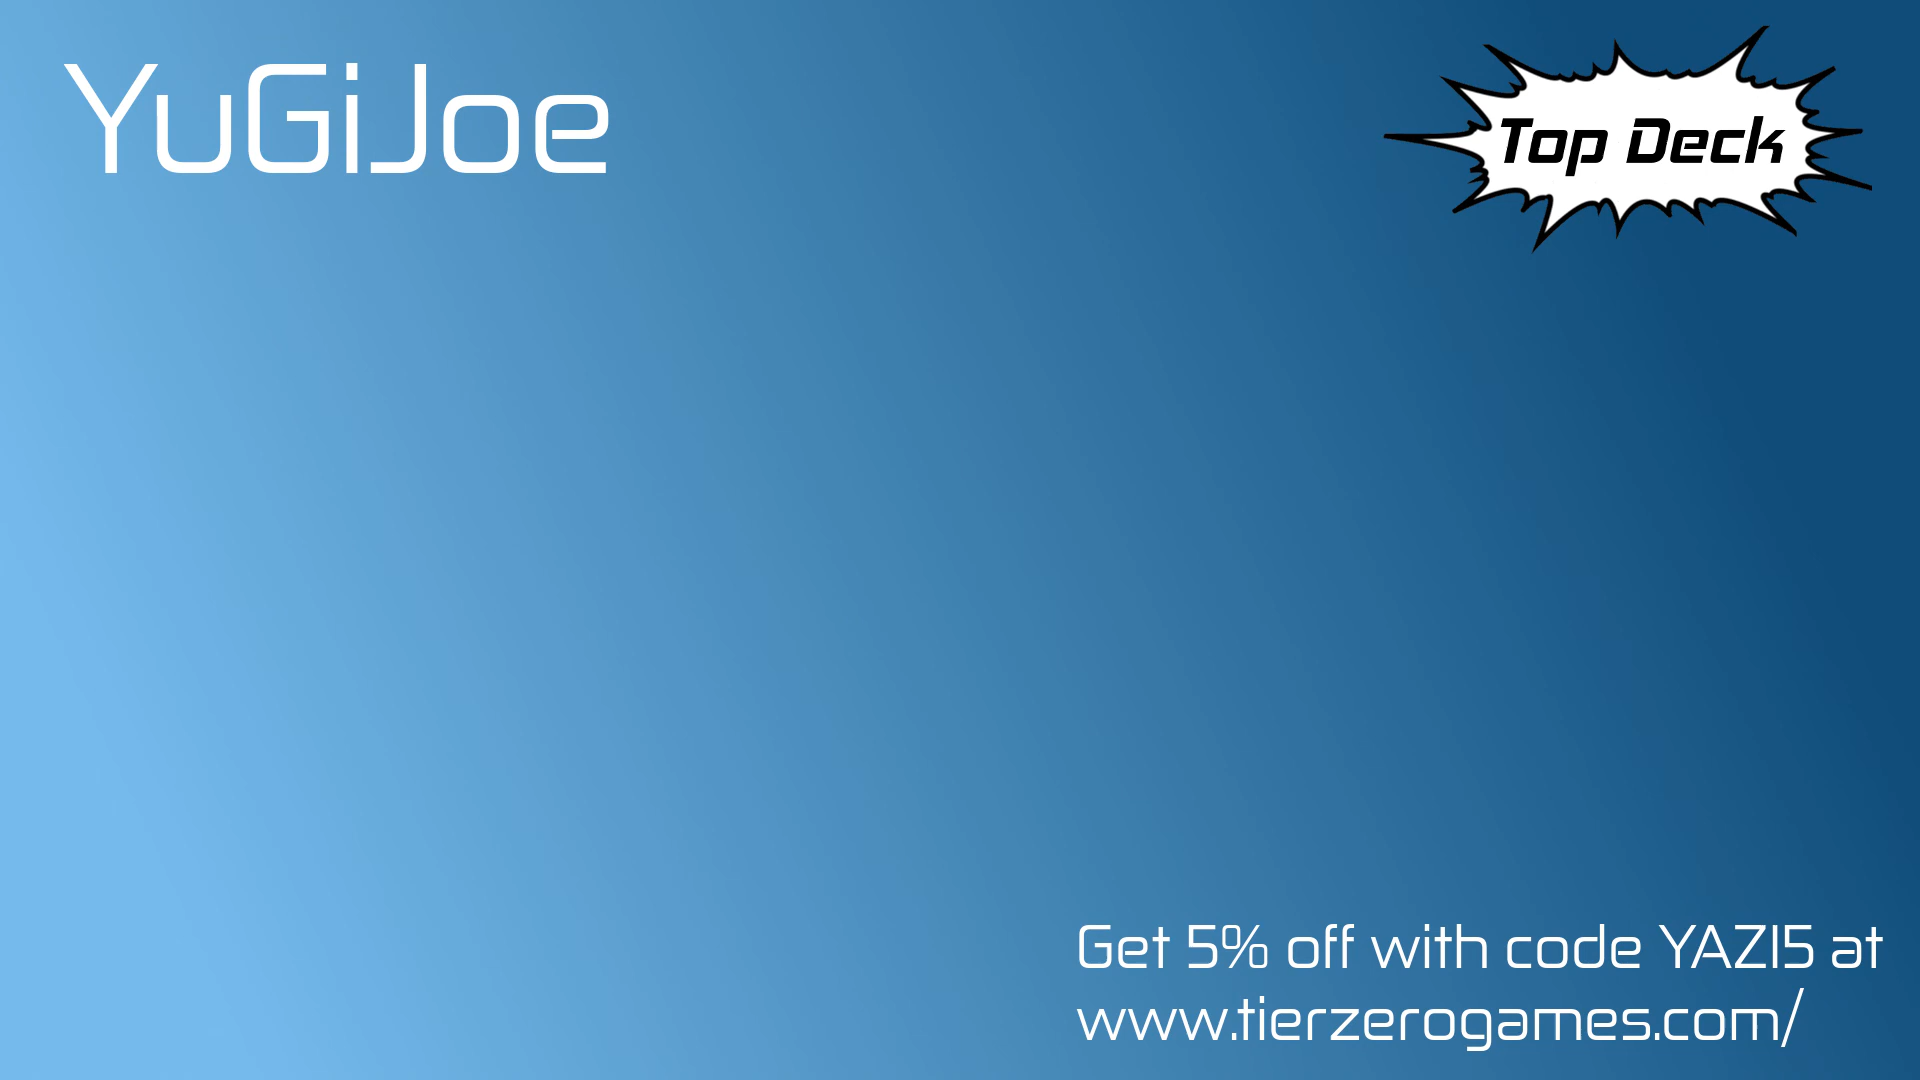 YuGiJoe
Top Deck
Get 5% off with code YAZI5 at
www.tierzerogames.com/